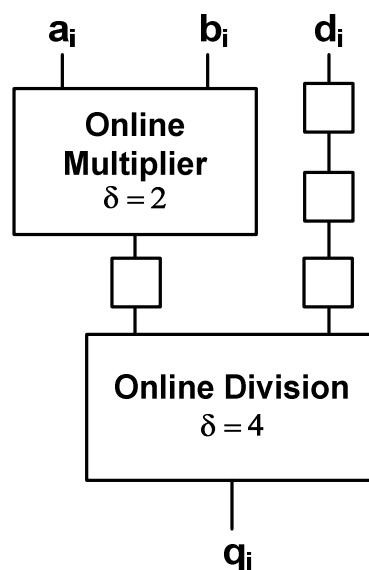 aᵢ bᵢ dᵢ
Online
Multiplier
δ = 2
Online Division
δ = 4
qᵢ